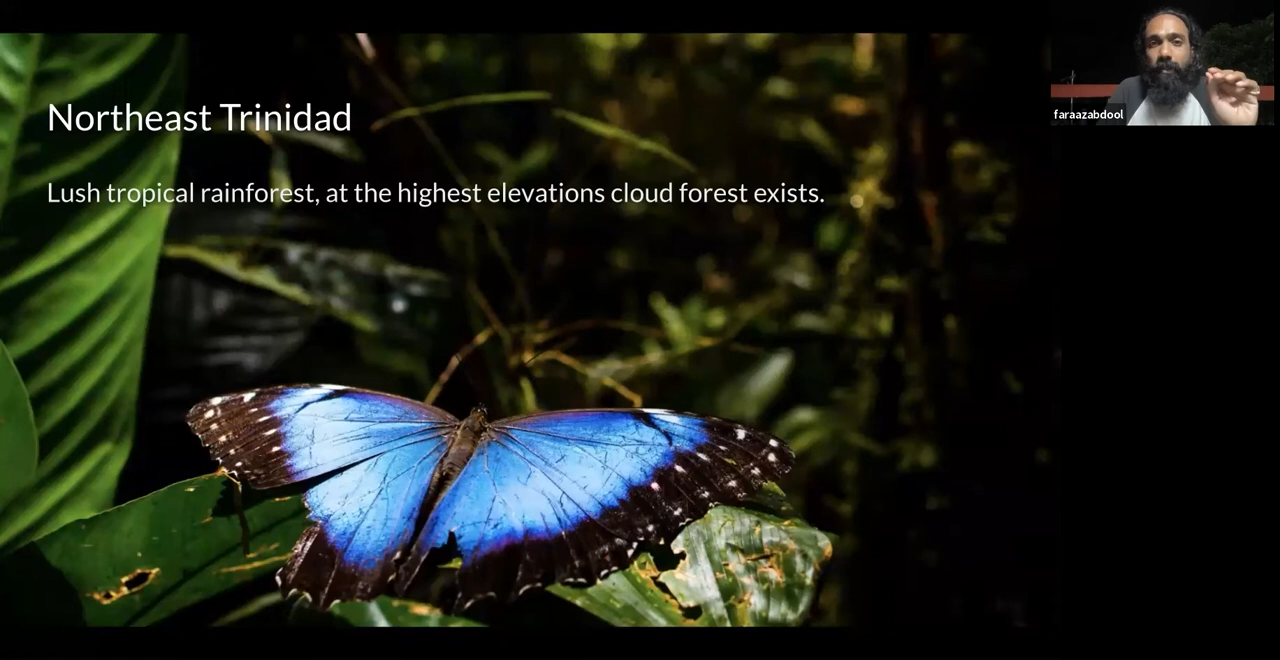 Northeast Trinidad
Lush tropical rainforest, at the highest elevations cloud forest exists.
faraazabdool